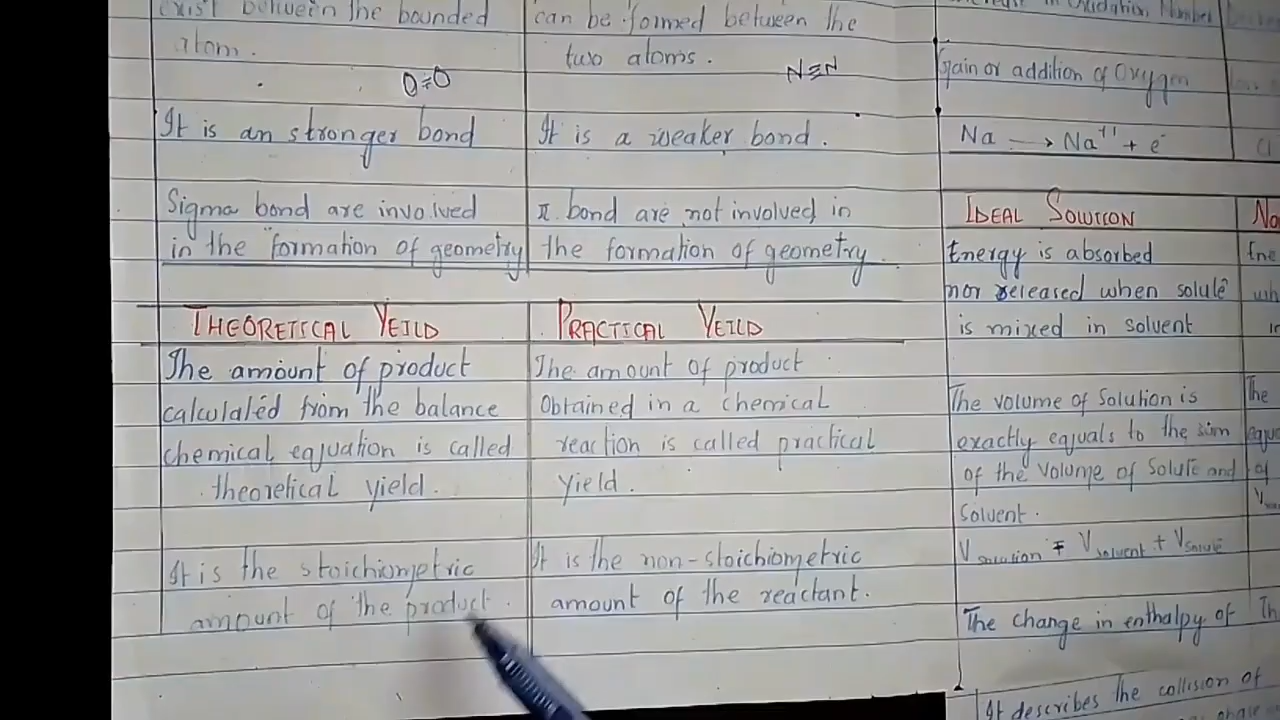 exist between the bounded
atom.
O=O
It is an stronger bond
Sigma bond are involved
in the formation of geometry
can be formed between the
two atoms.
N≡N
It is a weaker bond.
π bond are not involved in
the formation of geometry.
THEORETICAL YEILD
The amount of product
calculated from the balance
chemical equation is called
theoretical yield.
It is the stoichiometric
amount of the product.
PRACTICAL YEILD
The amount of product
Obtained in a chemical
reaction is called practical
yield.
It is the non-stoichiometric
amount of the reactant.
in Oxidation Number
gain or addition of Oxygen
Na → Na⁺¹ + e⁻
IDEAL SOLUTION
Energy is absorbed
nor released when solute
is mixed in solvent
The volume of Solution is
exactly equals to the sum
of the volume of Solute and
Solvent.
V solution = V solvent + V solute
The change in enthalpy of
It describes the collision of
No
The
of
Th